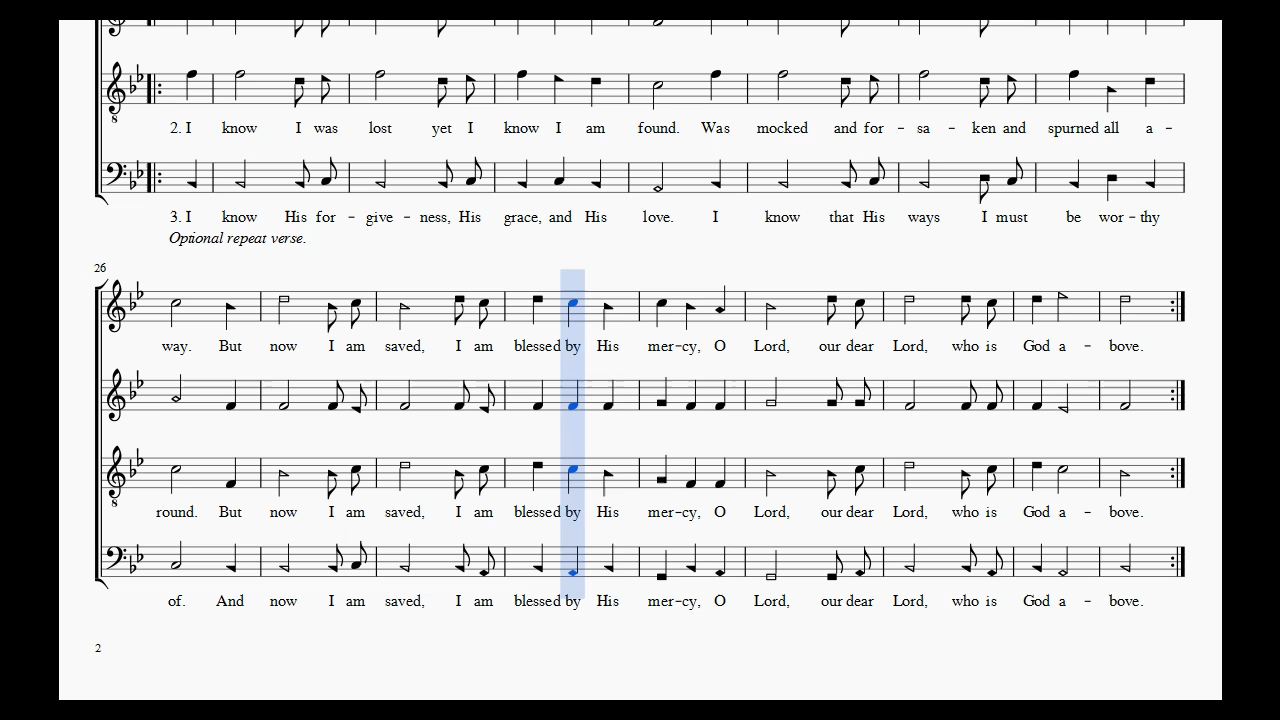 8
2. I know I was lost yet I know I am found. Was mocked and for – sa – ken and spurned all a –
3. I know His for – give – ness, His grace, and His love. I know that His ways I must be wor – thy
Optional repeat verse.
26
way. But now I am saved, I am blessed by His mer–cy, O Lord, our dear Lord, who is God a – bove.
8
round. But now I am saved, I am blessed by His mer–cy, O Lord, our dear Lord, who is God a – bove.
of. And now I am saved, I am blessed by His mer–cy, O Lord, our dear Lord, who is God a – bove.
2